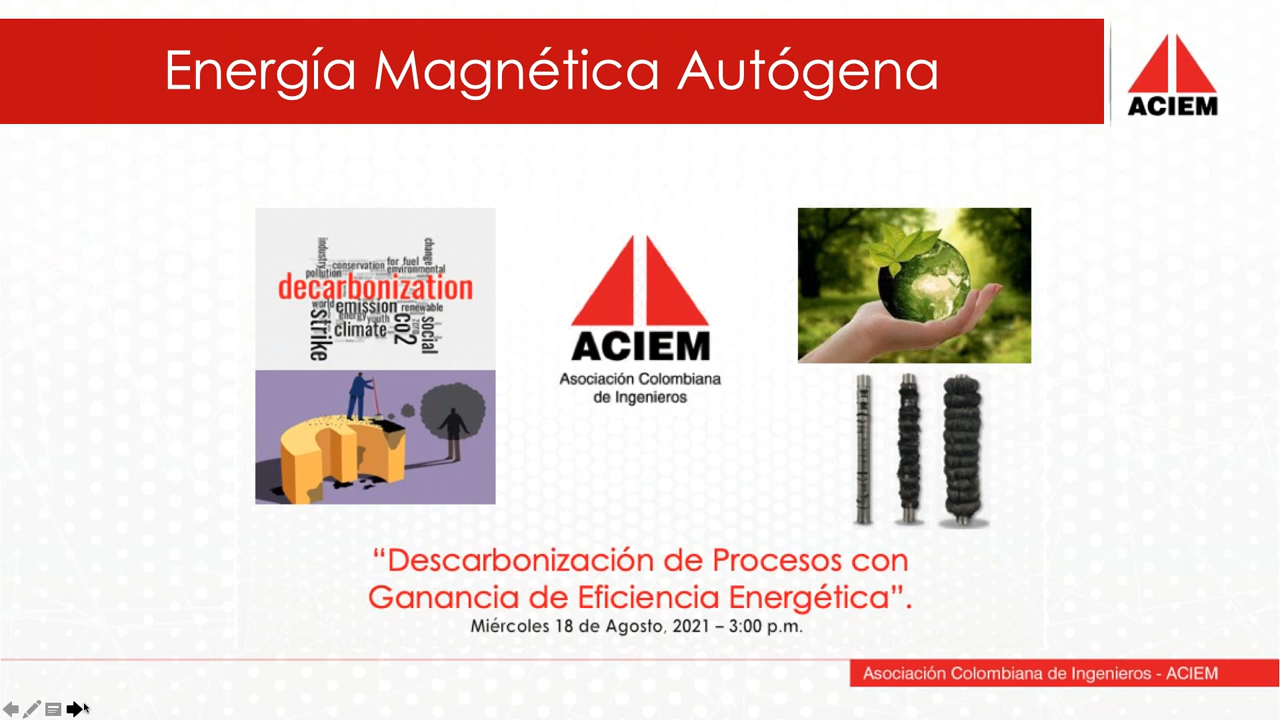 Energía Magnética Autógena
ACIEM
industry
change
conservation
for fuel
pollution
environmental
decarbonization
world
emission
renewable
energy
youth
zero
strike
climate
co2
social
ACIEM
Asociación Colombiana
de Ingenieros
“Descarbonización de Procesos con
Ganancia de Eficiencia Energética”.
Miércoles 18 de Agosto, 2021 – 3:00 p.m.
Asociación Colombiana de Ingenieros - ACIEM